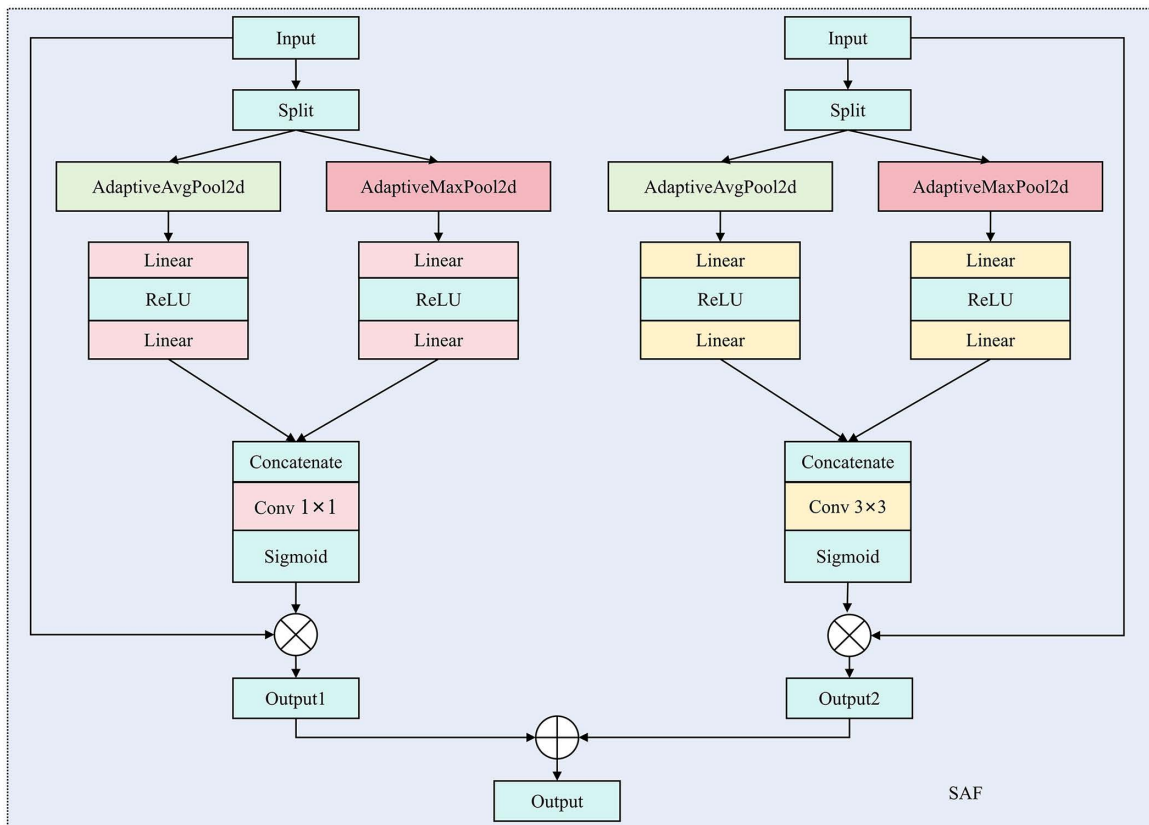 Input
Split
AdaptiveAvgPool2d
AdaptiveMaxPool2d
Linear
ReLU
Linear
Linear
ReLU
Linear
Concatenate
Conv 1×1
Sigmoid
Output1
Input
Split
AdaptiveAvgPool2d
AdaptiveMaxPool2d
Linear
ReLU
Linear
Linear
ReLU
Linear
Concatenate
Conv 3×3
Sigmoid
Output2
Output
SAF